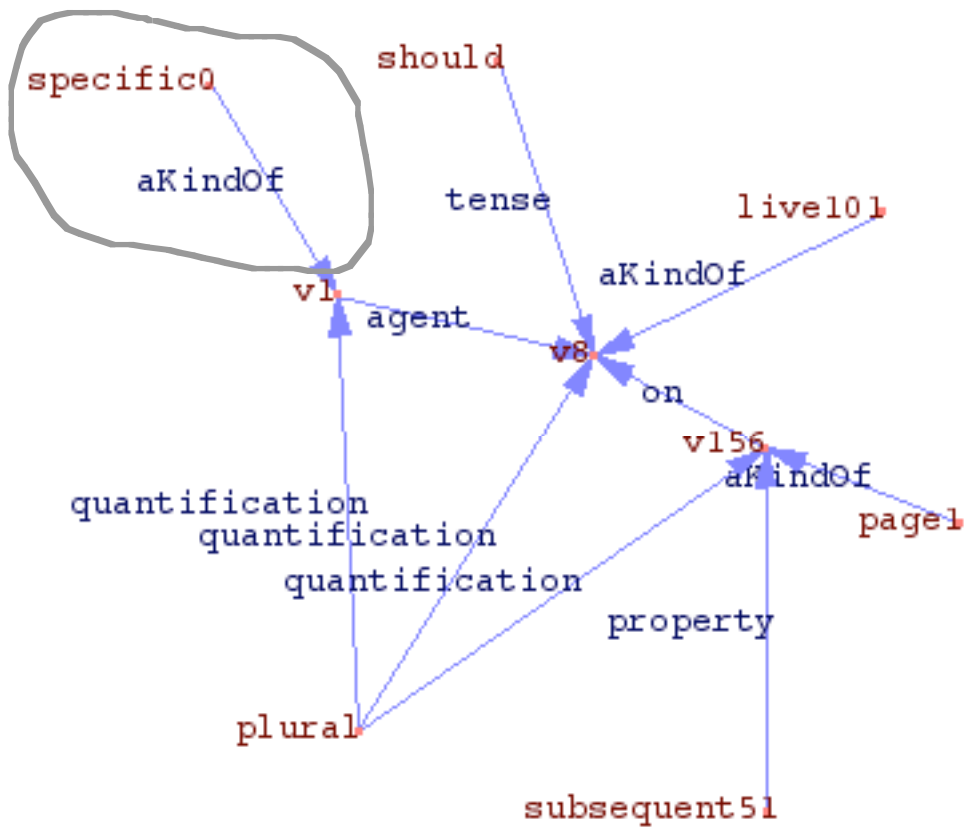 should
specific0
aKindOf
tense
live101
aKindOf
v1
agent
v8
on
v156
aKindOf
quantification
page1
quantification
quantification
property
plural
subsequent51